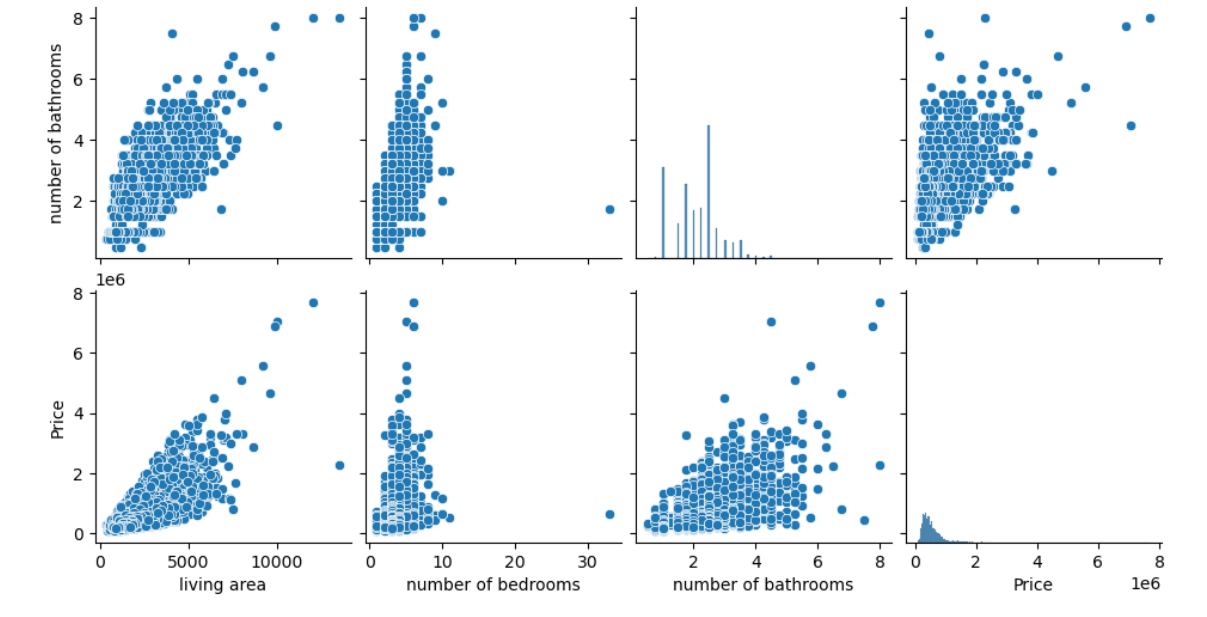 8
6
4
2
number of bathrooms
1e6
8
6
4
2
0
Price
0 5000 10000
0 10 20 30
2 4 6 8
0 2 4 6 8
living area
number of bedrooms
number of bathrooms
Price
1e6